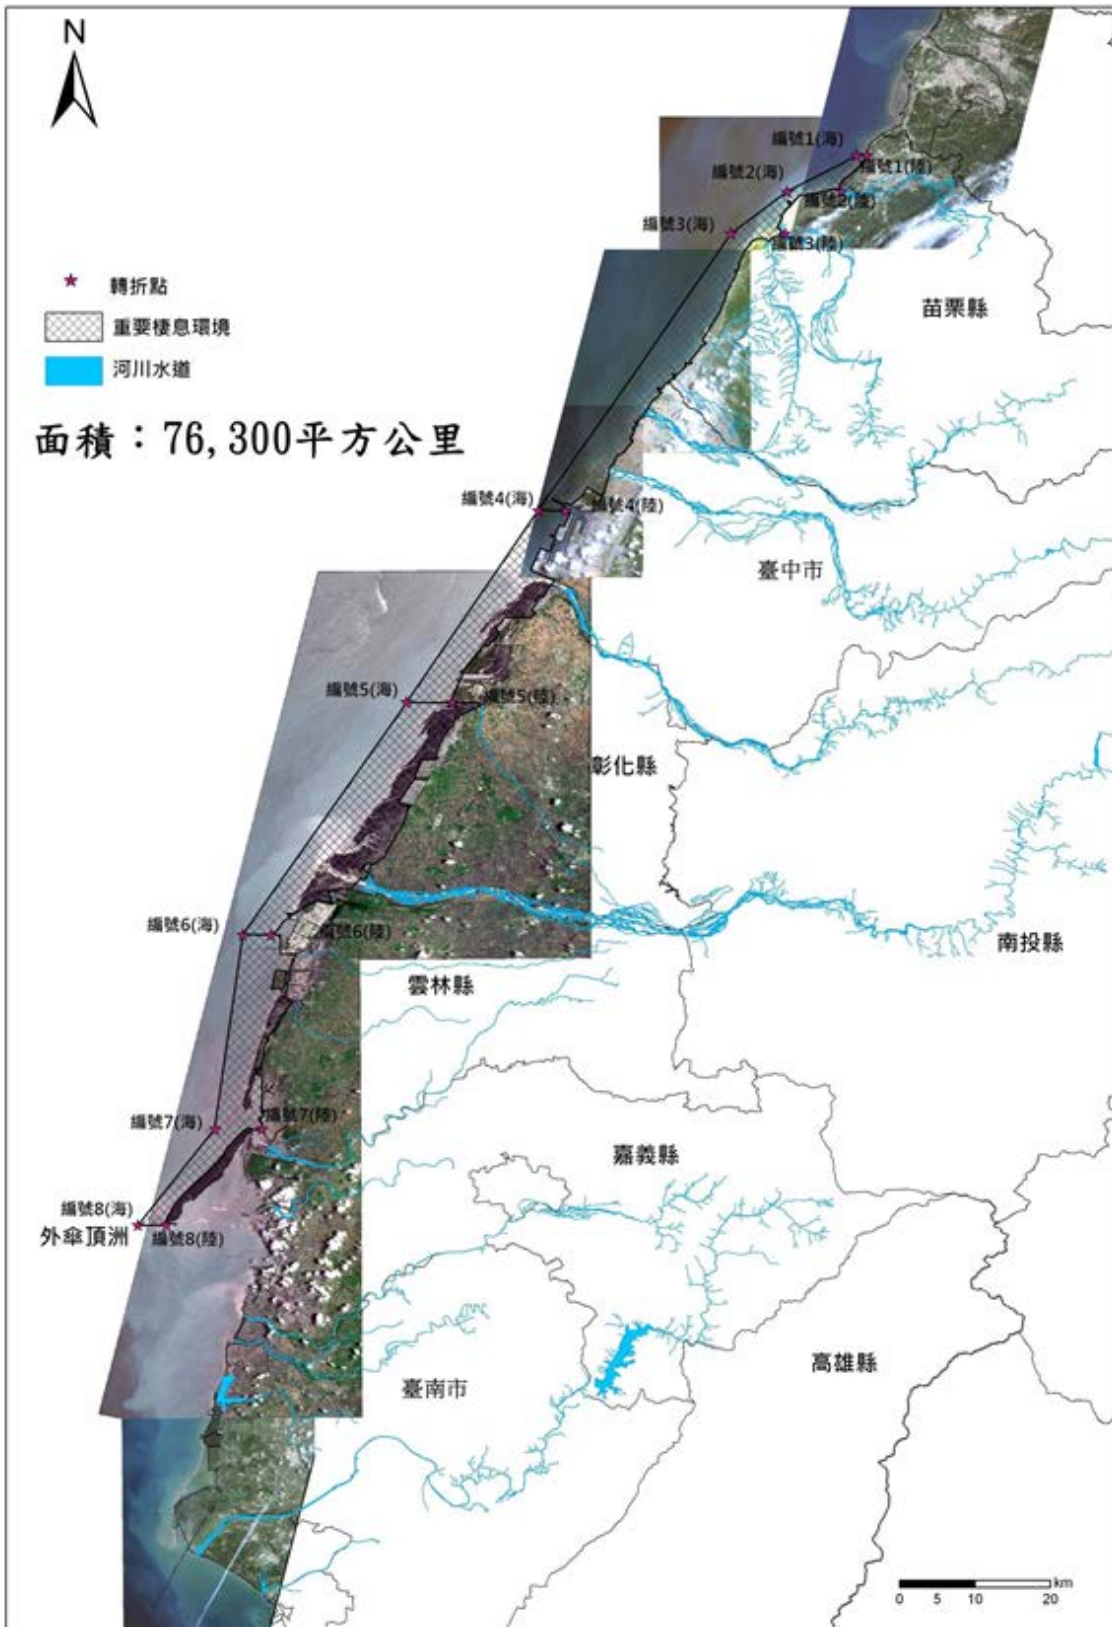 N
編號1(海)
編號1(陸)
編號2(海)
編號2(陸)
編號3(海)
編號3(陸)
轉折點
苗栗縣
重要棲息環境
河川水道
面積：76,300平方公里
編號4(海)
編號4(陸)
臺中市
編號5(海)
編號5(陸)
彰化縣
編號6(海)
編號6(陸)
南投縣
雲林縣
編號7(海)
編號7(陸)
嘉義縣
編號8(海)
外傘頂洲
編號8(陸)
高雄縣
臺南市
km
0 5 10 20